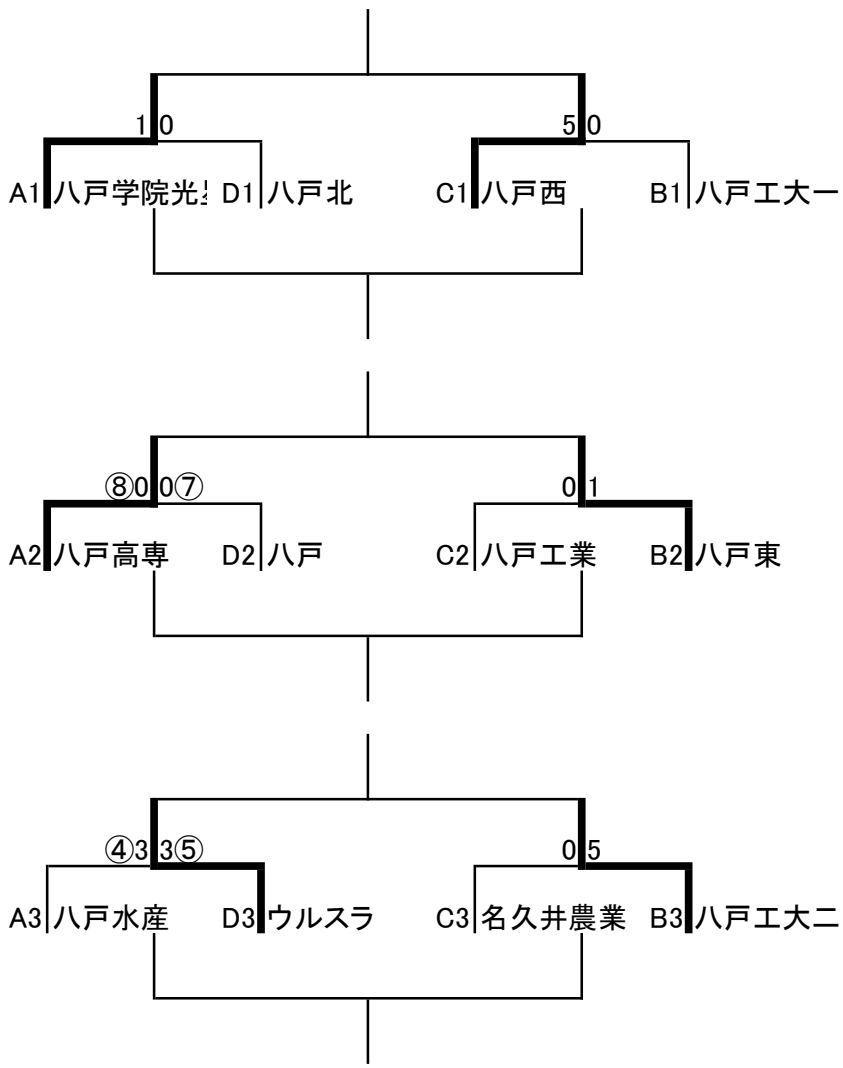 1 0 5 0
A1 八戸学院光 D1 八戸北 C1 八戸西 B1 八戸工大一
⑧0 0⑦ 0 1
A2 八戸高専 D2 八戸 C2 八戸工業 B2 八戸東
④3 3⑤ 0 5
A3 八戸水産 D3 ウルスラ C3 名久井農業 B3 八戸工大二